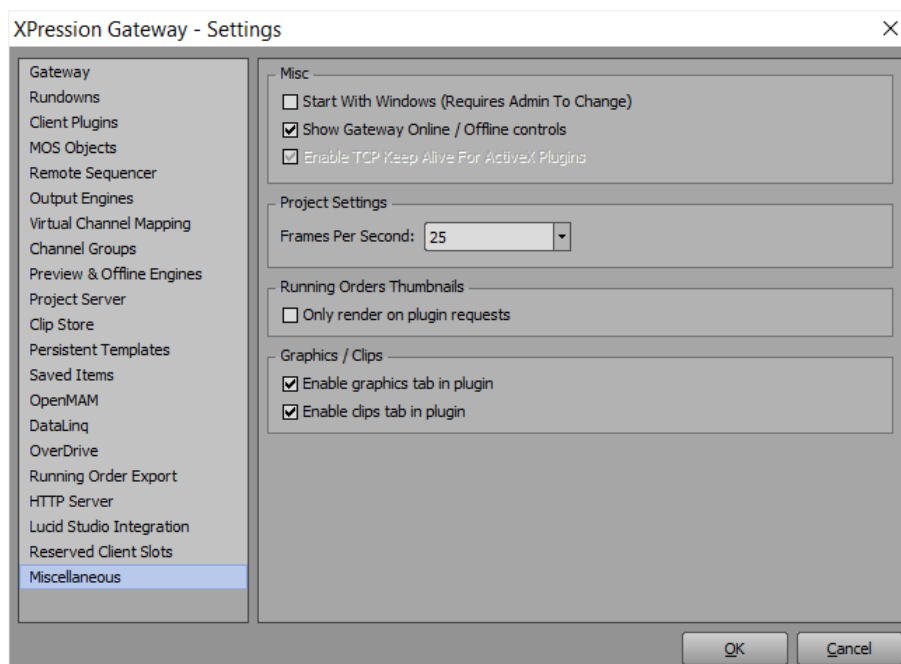 XPression Gateway - Settings
Gateway
Rundowns
Client Plugins
MOS Objects
Remote Sequencer
Output Engines
Virtual Channel Mapping
Channel Groups
Preview & Offline Engines
Project Server
Clip Store
Persistent Templates
Saved Items
OpenMAM
DataLinq
OverDrive
Running Order Export
HTTP Server
Lucid Studio Integration
Reserved Client Slots
Miscellaneous
Misc
Start With Windows (Requires Admin To Change)
Show Gateway Online / Offline controls
Enable TCP Keep Alive For ActiveX Plugins
Project Settings
Frames Per Second: 25
Running Orders Thumbnails
Only render on plugin requests
Graphics / Clips
Enable graphics tab in plugin
Enable clips tab in plugin
OK Cancel